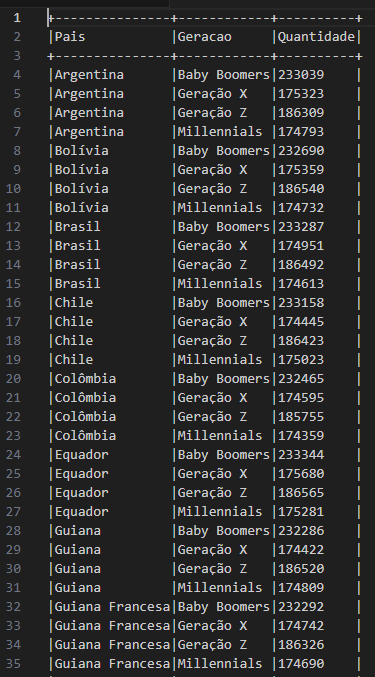 1 +--------------+------------+----------+
2 |Pais          |Geracao     |Quantidade|
3 +--------------+------------+----------+
4 |Argentina     |Baby Boomers|233039    |
5 |Argentina     |Geração X   |175323    |
6 |Argentina     |Geração Z   |186309    |
7 |Argentina     |Millennials |174793    |
8 |Bolívia       |Baby Boomers|232690    |
9 |Bolívia       |Geração X   |175359    |
10 |Bolívia       |Geração Z   |186540    |
11 |Bolívia       |Millennials |174732    |
12 |Brasil        |Baby Boomers|233287    |
13 |Brasil        |Geração X   |174951    |
14 |Brasil        |Geração Z   |186492    |
15 |Brasil        |Millennials |174613    |
16 |Chile         |Baby Boomers|233158    |
17 |Chile         |Geração X   |174445    |
18 |Chile         |Geração Z   |186423    |
19 |Chile         |Millennials |175023    |
20 |Colômbia      |Baby Boomers|232465    |
21 |Colômbia      |Geração X   |174595    |
22 |Colômbia      |Geração Z   |185755    |
23 |Colômbia      |Millennials |174359    |
24 |Equador       |Baby Boomers|233344    |
25 |Equador       |Geração X   |175680    |
26 |Equador       |Geração Z   |186565    |
27 |Equador       |Millennials |175281    |
28 |Guiana        |Baby Boomers|232286    |
29 |Guiana        |Geração X   |174422    |
30 |Guiana        |Geração Z   |186520    |
31 |Guiana        |Millennials |174809    |
32 |Guiana Francesa|Baby Boomers|232292    |
33 |Guiana Francesa|Geração X   |174742    |
34 |Guiana Francesa|Geração Z   |186326    |
35 |Guiana Francesa|Millennials |174690    |